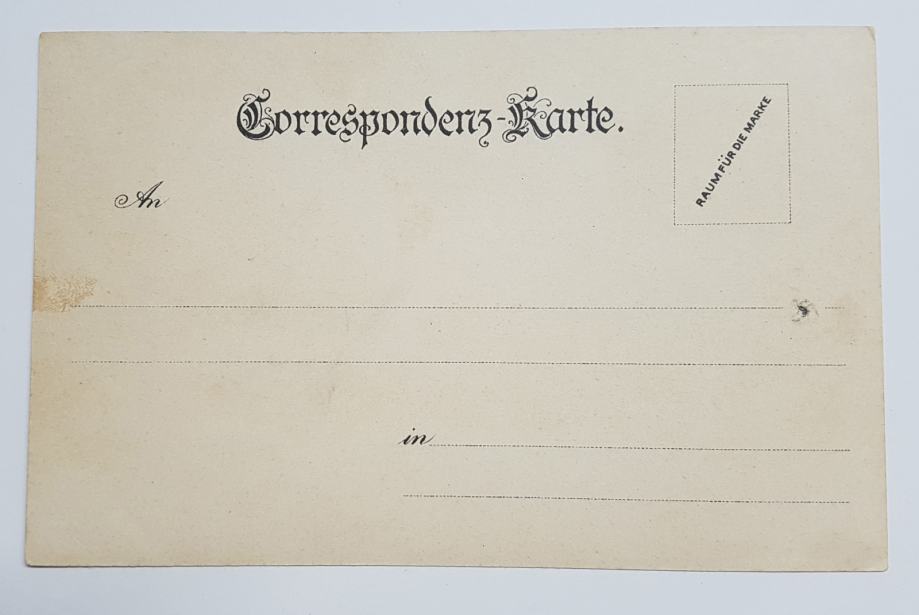 Correspondenz-Karte.
RAUM FÜR DIE MARKE
An
in